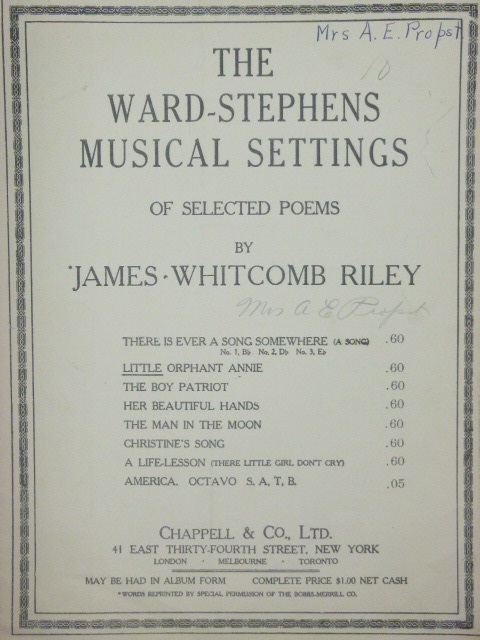 Mrs A. E. Propst
10
THE
WARD-STEPHENS
MUSICAL SETTINGS
OF SELECTED POEMS
BY
JAMES·WHITCOMB RILEY
Mrs A E Propst
THERE IS EVER A SONG SOMEWHERE (A SONG) .60
No. 1, B♭ No. 2, D♭ No. 3, E♭
LITTLE ORPHANT ANNIE .60
THE BOY PATRIOT .60
HER BEAUTIFUL HANDS .60
THE MAN IN THE MOON .60
CHRISTINE'S SONG .60
A LIFE-LESSON (THERE LITTLE GIRL DON'T CRY) .60
AMERICA. OCTAVO S. A, T, B. .05
CHAPPELL & CO., LTD.
41 EAST THIRTY-FOURTH STREET, NEW YORK
LONDON · MELBOURNE · TORONTO
MAY BE HAD IN ALBUM FORM COMPLETE PRICE $1.00 NET CASH
*WORDS REPRINTED BY SPECIAL PERMISSION OF THE BOBBS-MERRILL CO.